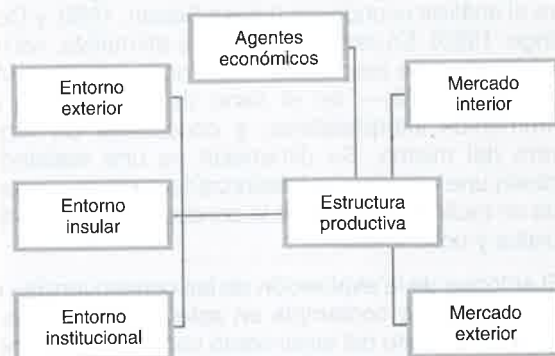 Agentes
económicos
Entorno
exterior
Mercado
interior
Entorno
insular
Estructura
productiva
Entorno
institucional
Mercado
exterior